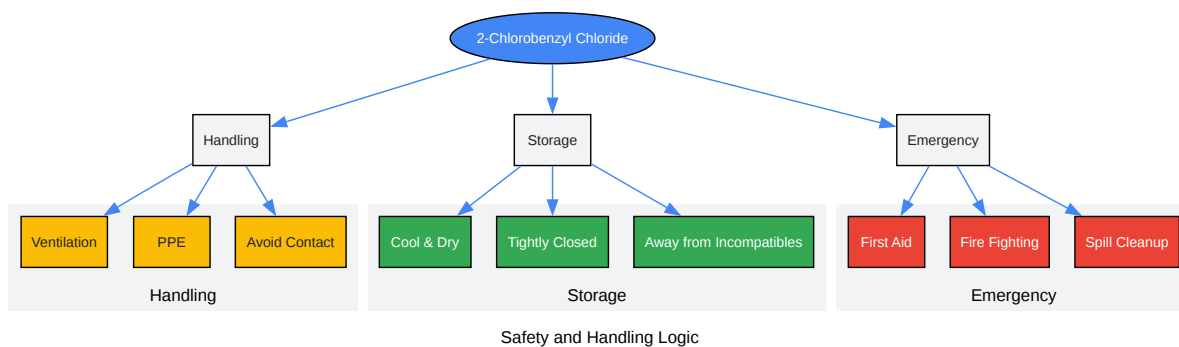 2-Chlorobenzyl Chloride
Handling
Storage
Emergency
Ventilation
PPE
Avoid Contact
Cool & Dry
Tightly Closed
Away from Incompatibles
First Aid
Fire Fighting
Spill Cleanup
Handling
Storage
Emergency
Safety and Handling Logic